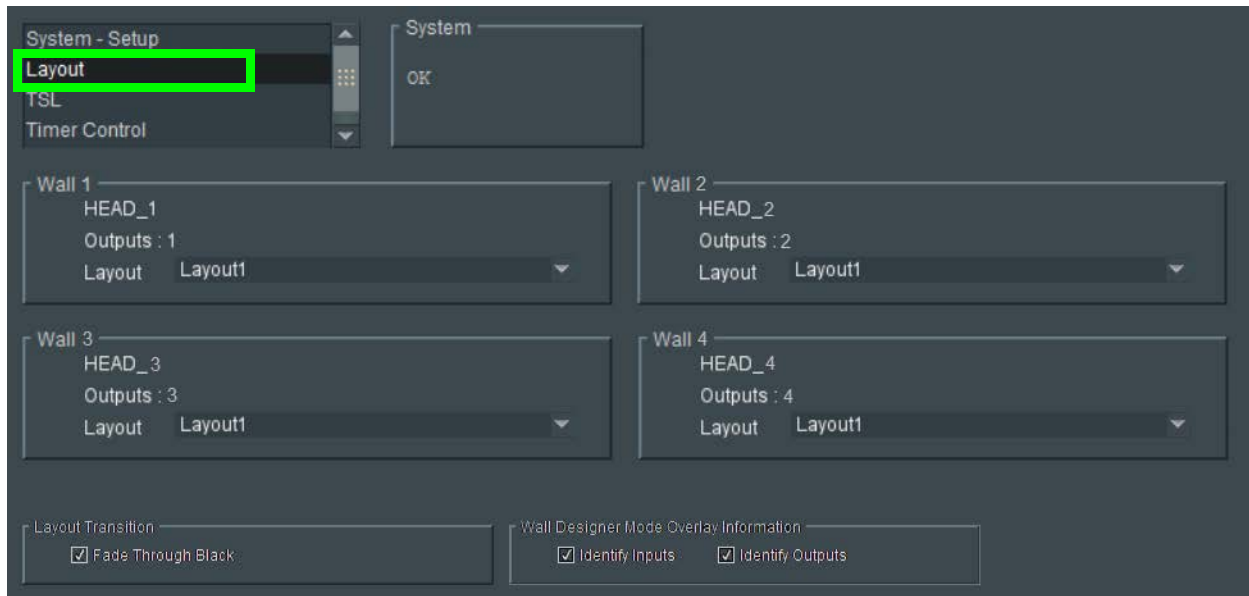 System - Setup
Layout
TSL
Timer Control
System
OK
Wall 1
HEAD_1
Outputs : 1
Layout Layout1
Wall 2
HEAD_2
Outputs : 2
Layout Layout1
Wall 3
HEAD_3
Outputs : 3
Layout Layout1
Wall 4
HEAD_4
Outputs : 4
Layout Layout1
Layout Transition
Fade Through Black
Wall Designer Mode Overlay Information
Identify Inputs Identify Outputs